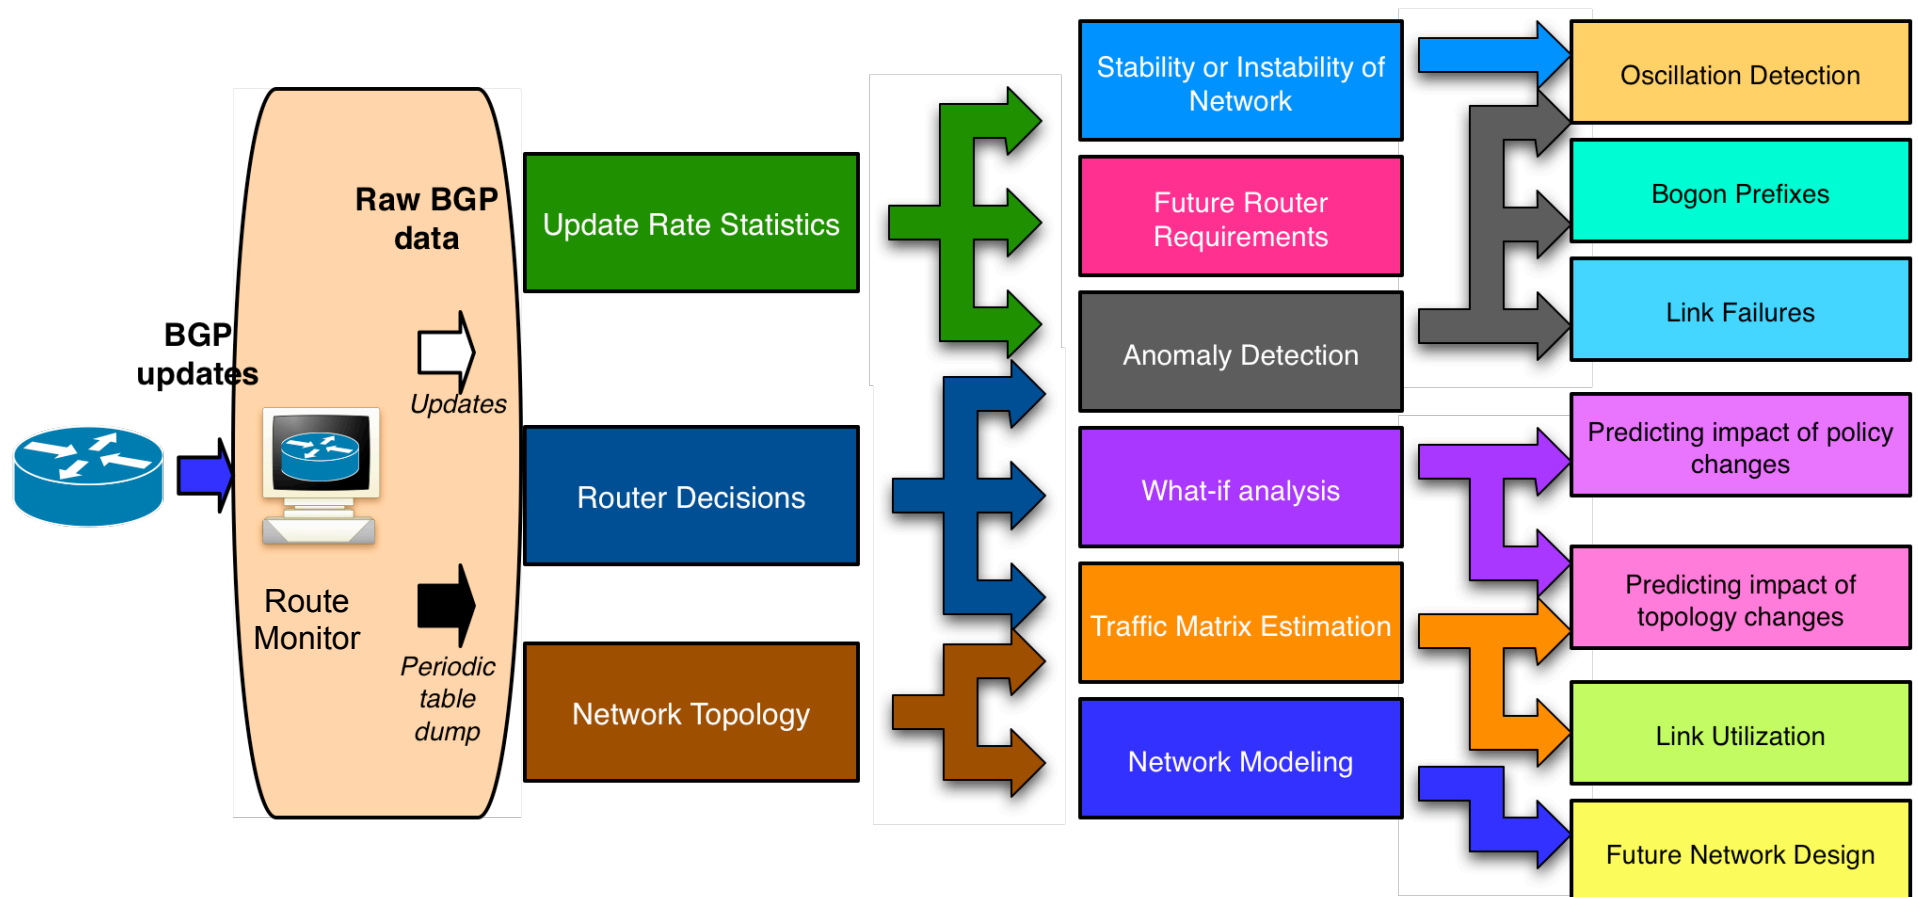 BGP
updates
Raw BGP
data
Updates
Route
Monitor
Periodic
table
dump
Update Rate Statistics
Router Decisions
Network Topology
Stability or Instability of
Network
Future Router
Requirements
Anomaly Detection
What-if analysis
Traffic Matrix Estimation
Network Modeling
Oscillation Detection
Bogon Prefixes
Link Failures
Predicting impact of policy
changes
Predicting impact of
topology changes
Link Utilization
Future Network Design